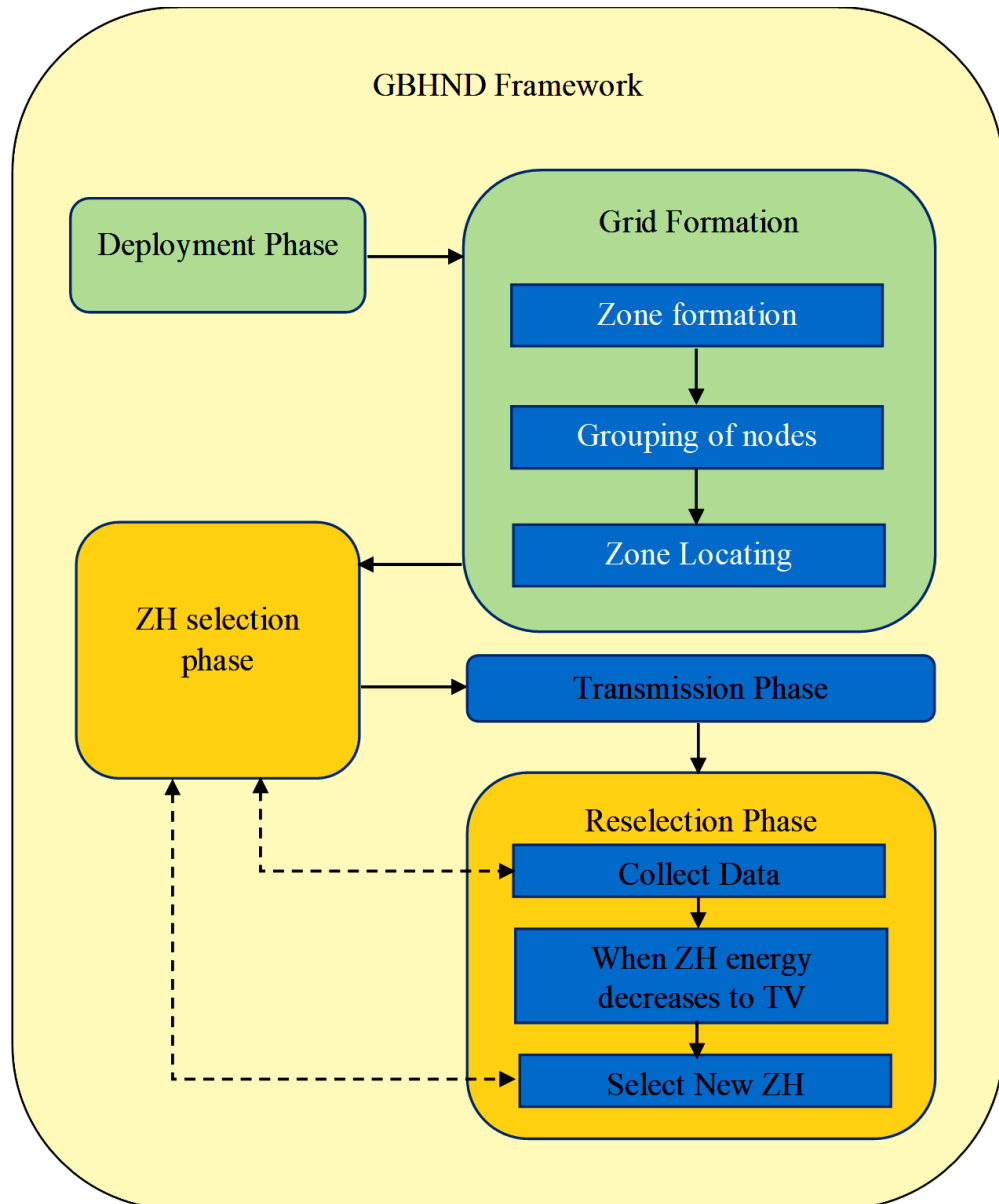 GBHND Framework
Deployment Phase
Grid Formation
Zone formation
Grouping of nodes
Zone Locating
ZH selection
phase
Transmission Phase
Reselection Phase
Collect Data
When ZH energy
decreases to TV
Select New ZH